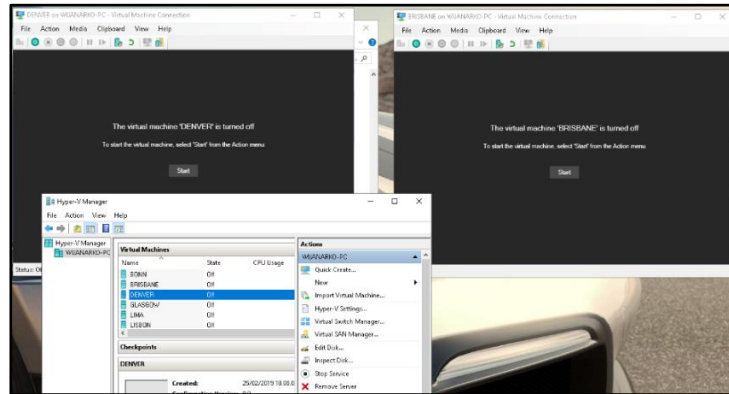 DENVER on WIJANARKO-PC - Virtual Machine Connection
File Action Media Clipboard View Help
The virtual machine 'DENVER' is turned off
To start the virtual machine, select 'Start' from the Action menu
Start
BRISBANE on WIJANARKO-PC - Virtual Machine Connection
File Action Media Clipboard View Help
The virtual machine 'BRISBANE' is turned off
To start the virtual machine, select 'Start' from the Action menu
Start
Hyper-V Manager
File Action View Help
Hyper-V Manager
WIJANARKO-PC
Virtual Machines
Name State CPU Usage
BONN Off
BRISBANE Off
DENVER Off
GLASGOW Off
LIMA Off
LISBON Off
Checkpoints
DENVER
Created: 25/02/2019 18.08.0
Actions
WIJANARKO-PC
Quick Create...
New
Import Virtual Machine...
Hyper-V Settings...
Virtual Switch Manager...
Virtual SAN Manager...
Edit Disk...
Inspect Disk...
Stop Service
Remove Server